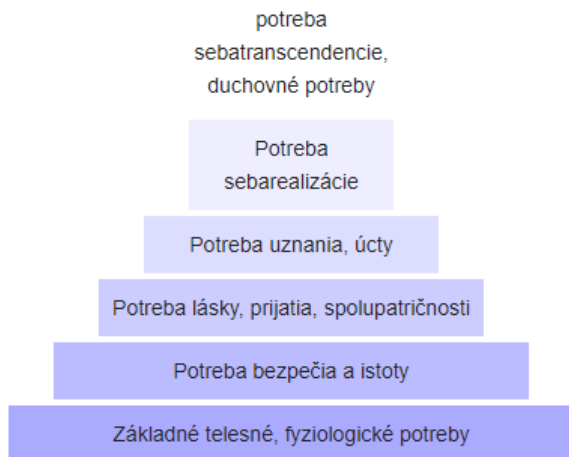 potreba
sebatranscendencie,
duchovné potreby
Potreba
sebarealizácie
Potreba uznania, úcty
Potreba lásky, prijatia, spolupatričnosti
Potreba bezpečia a istoty
Základné telesné, fyziologické potreby